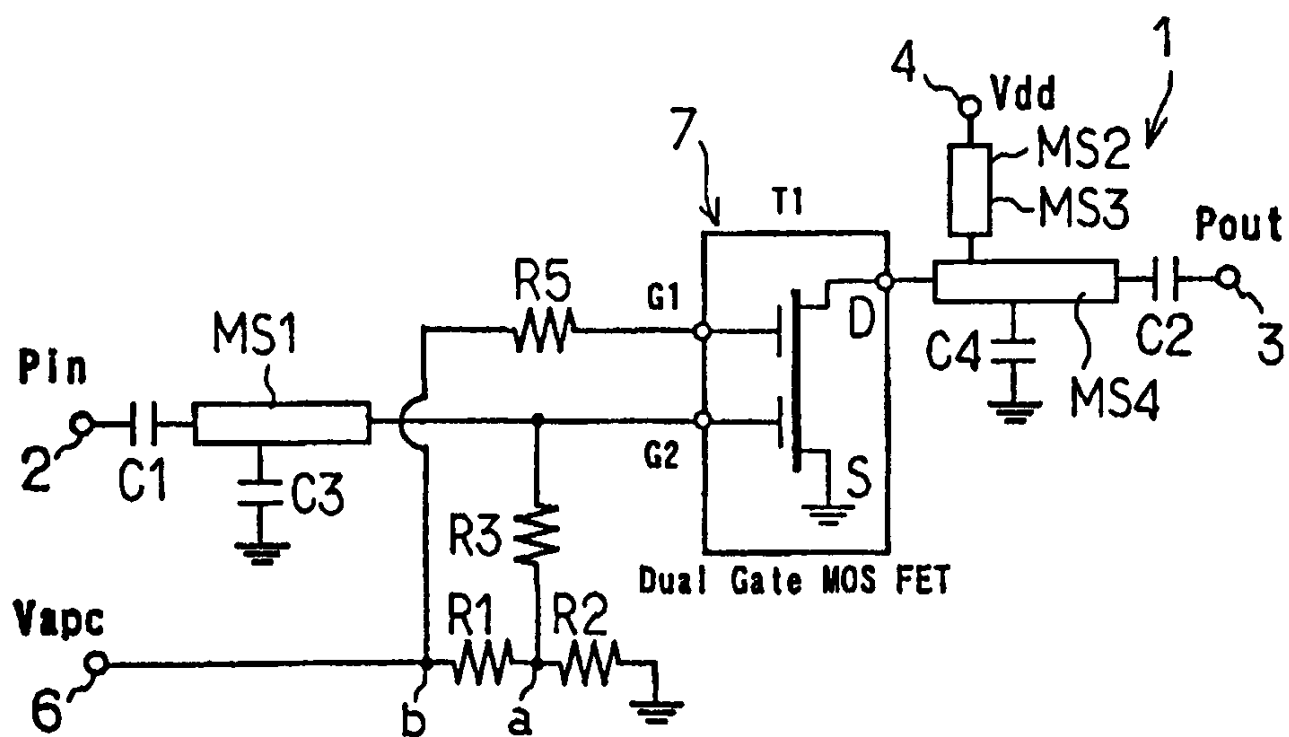 1
4
Vdd
MS2
7
T1
MS3
Pout
R5
G1
D
MS1
C4
C2
3
Pin
MS4
2
C1
C3
G2
S
R3
Dual Gate MOS FET
Vapc
R1
R2
6
b
a